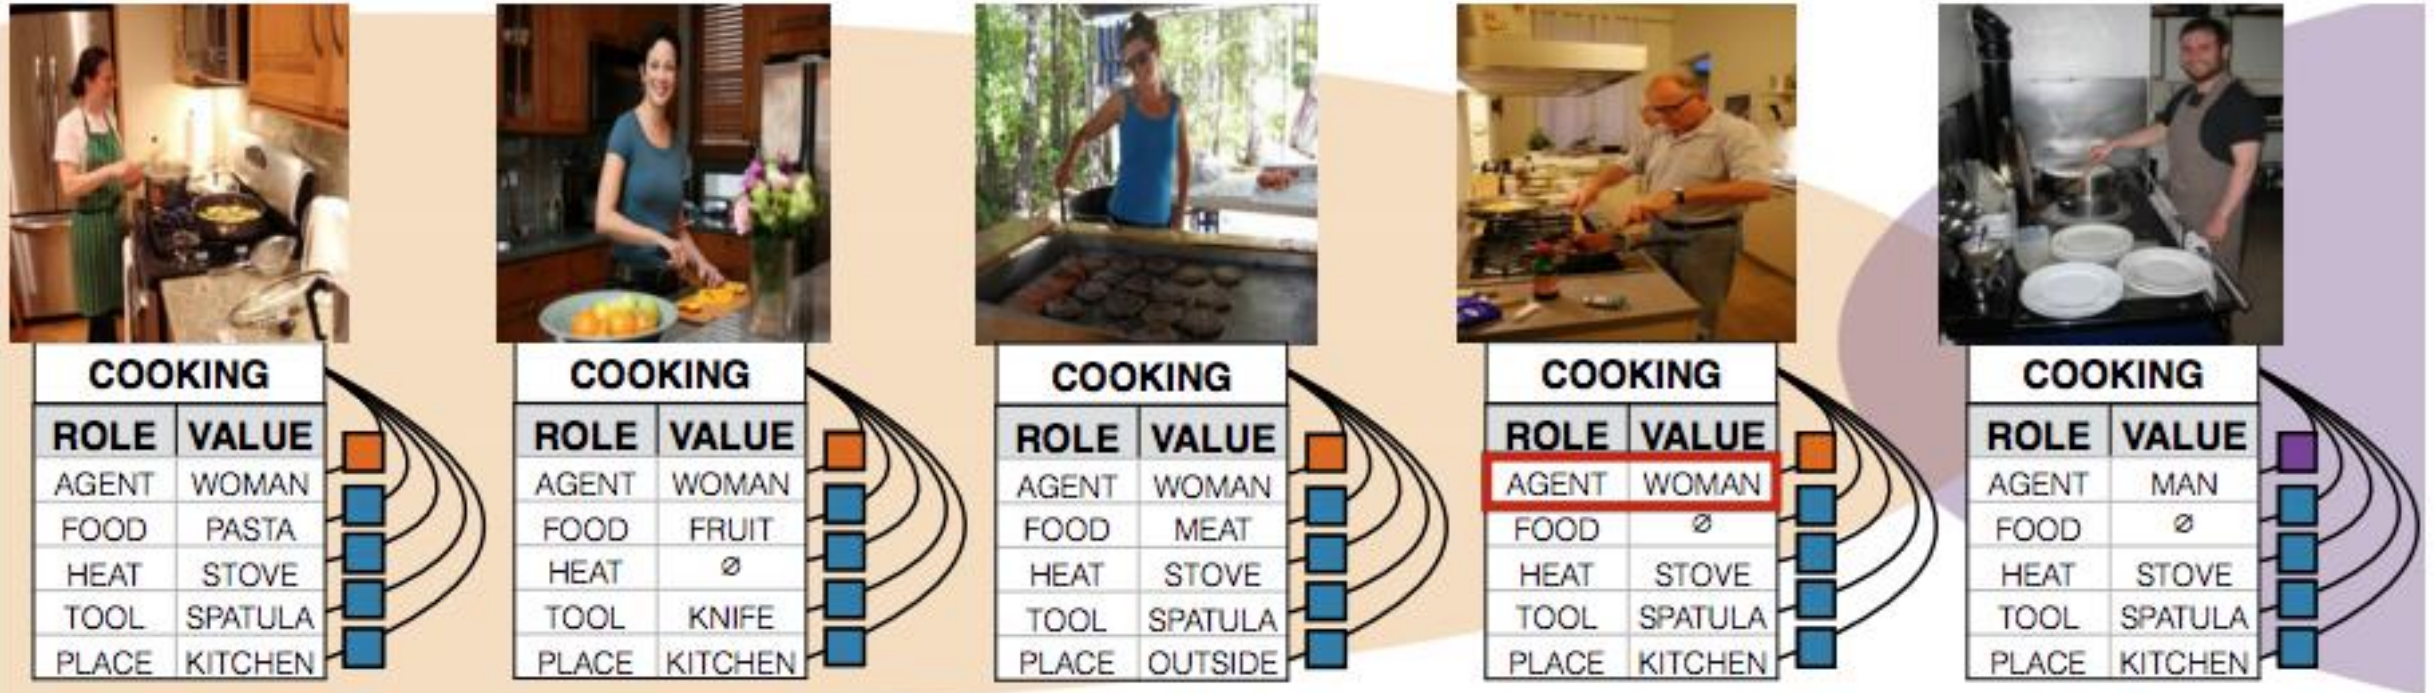 COOKING
ROLE VALUE
AGENT WOMAN
FOOD PASTA
HEAT STOVE
TOOL SPATULA
PLACE KITCHEN
COOKING
ROLE VALUE
AGENT WOMAN
FOOD FRUIT
HEAT Ø
TOOL KNIFE
PLACE KITCHEN
COOKING
ROLE VALUE
AGENT WOMAN
FOOD MEAT
HEAT STOVE
TOOL SPATULA
PLACE OUTSIDE
COOKING
ROLE VALUE
AGENT WOMAN
FOOD Ø
HEAT STOVE
TOOL SPATULA
PLACE KITCHEN
COOKING
ROLE VALUE
AGENT MAN
FOOD Ø
HEAT STOVE
TOOL SPATULA
PLACE KITCHEN